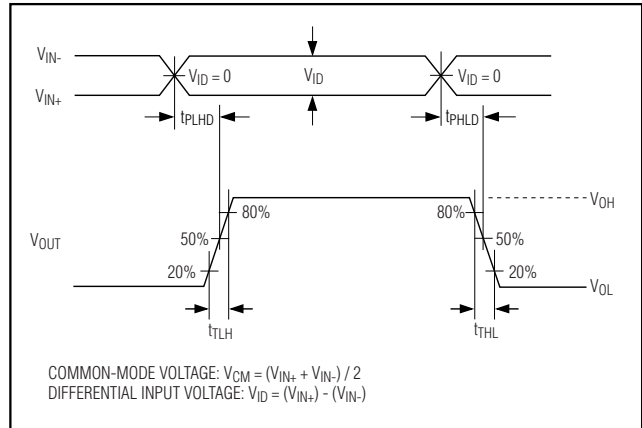 VIN-
VID = 0
VID
VID = 0
VIN+
tPLHD
tPHLD
80%
80%
VOH
VOUT
50%
50%
20%
20%
VOL
tTLH
tTHL
COMMON-MODE VOLTAGE: VCM = (VIN+ + VIN-) / 2
DIFFERENTIAL INPUT VOLTAGE: VID = (VIN+) - (VIN-)